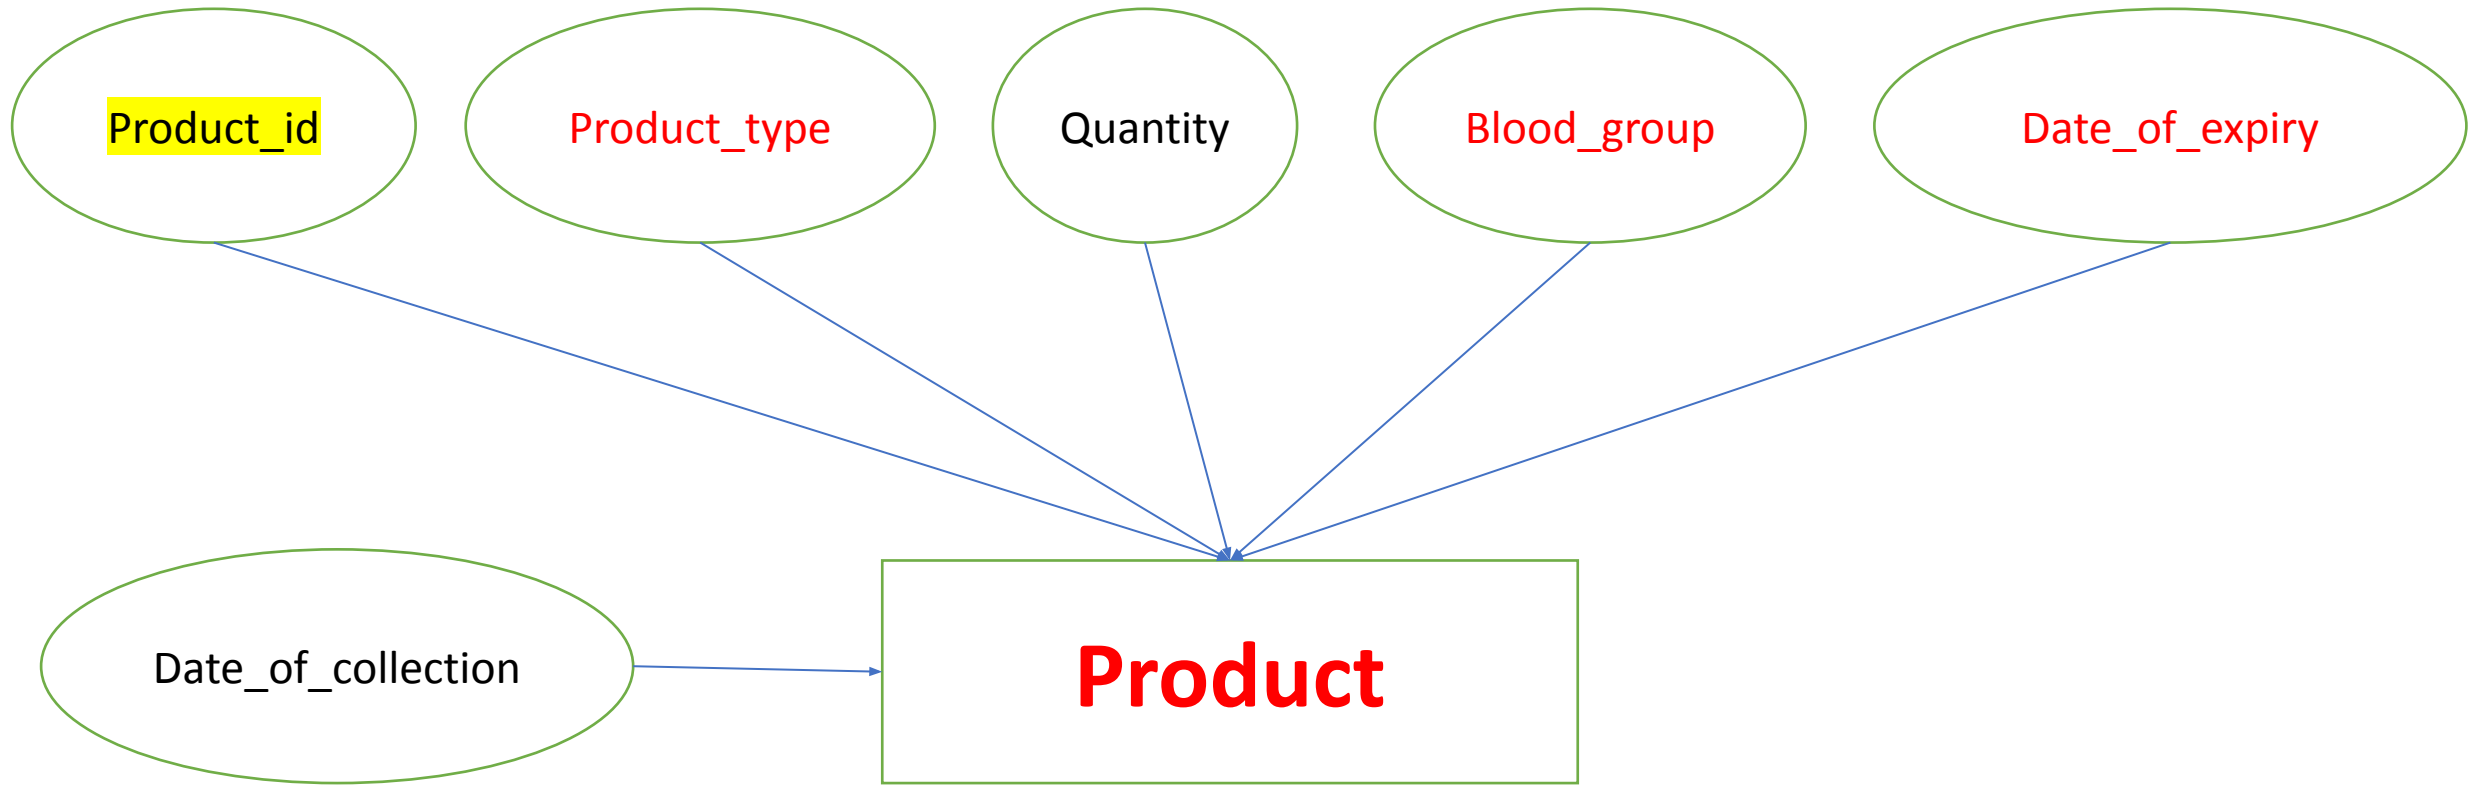 Product_id
Product_type
Quantity
Blood_group
Date_of_expiry
Date_of_collection
Product